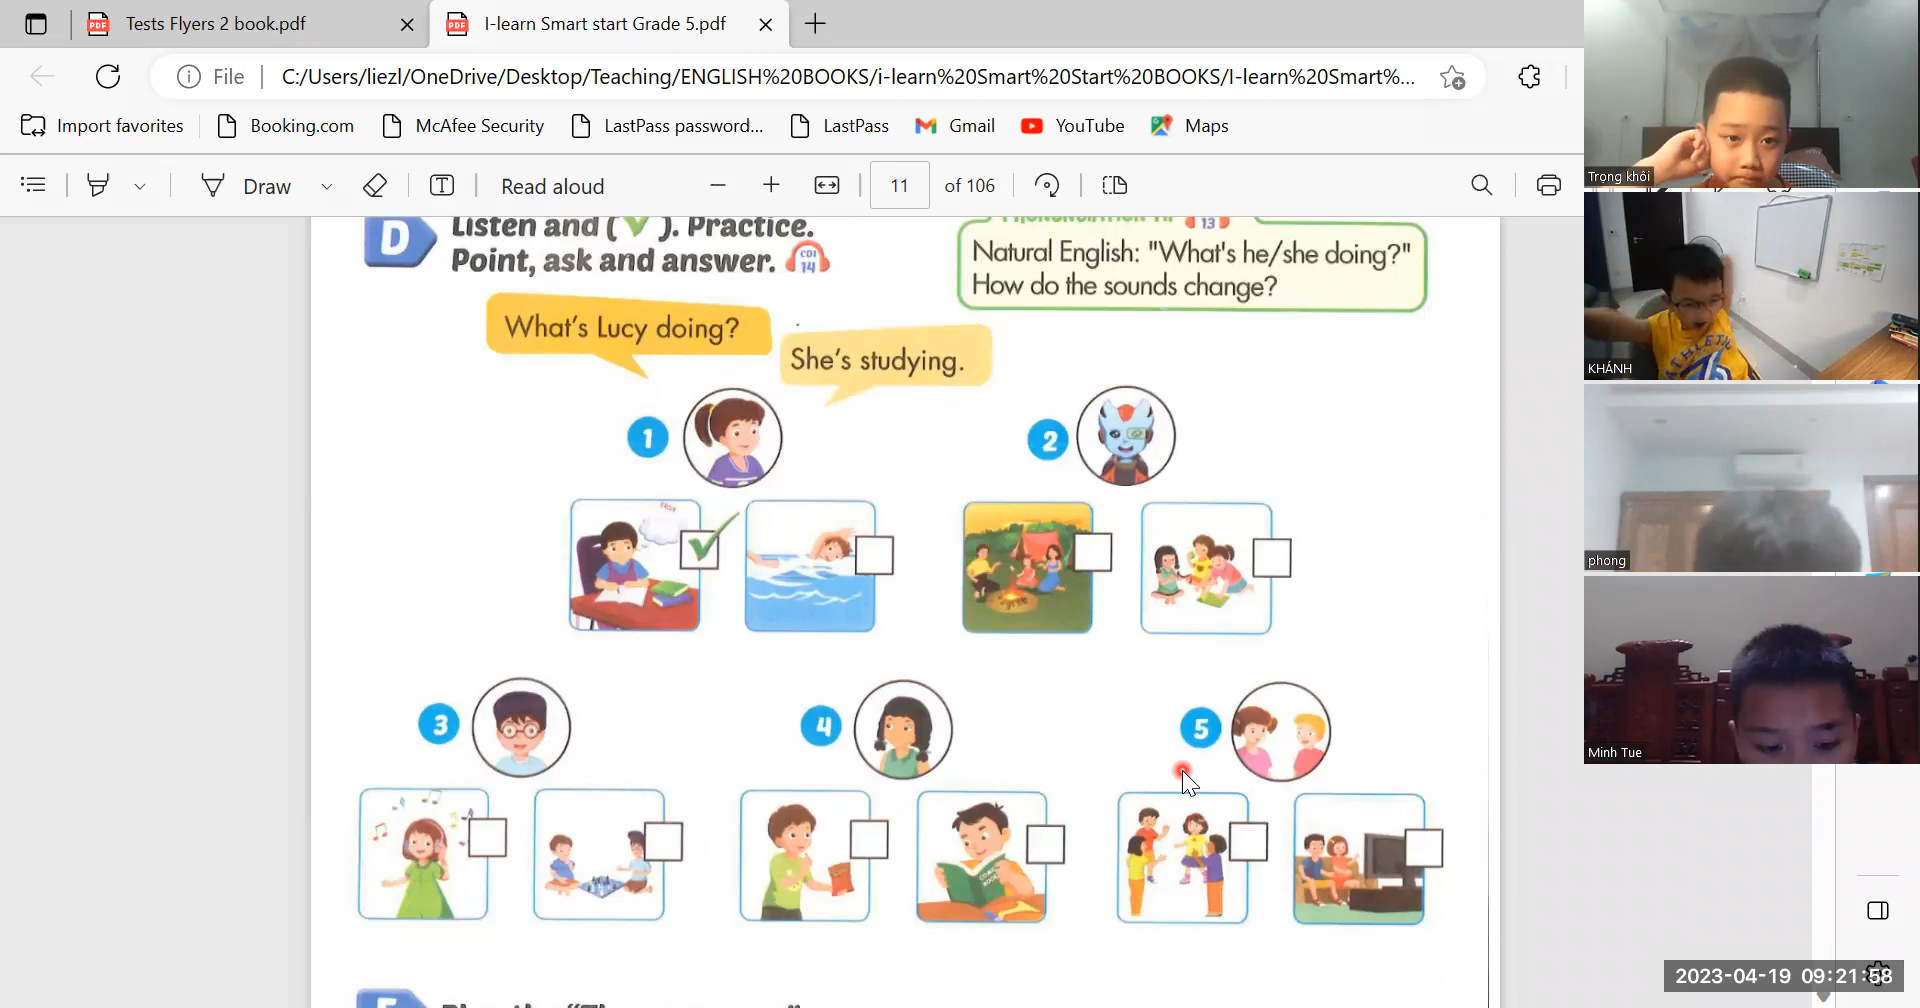 Tests Flyers 2 book.pdf
I-learn Smart start Grade 5.pdf
File
C:/Users/liezl/OneDrive/Desktop/Teaching/ENGLISH%20BOOKS/i-learn%20Smart%20Start%20BOOKS/I-learn%20Smart%...
Import favorites
Booking.com
McAfee Security
LastPass password...
LastPass
Gmail
YouTube
Maps
Draw
Read aloud
11 of 106
D
Listen and (✓). Practice.
Point, ask and answer.
CD1
14
13
Natural English: "What's he/she doing?"
How do the sounds change?
What's Lucy doing?
She's studying.
1
2
TEST
3
4
5
COMIC
BOOK
Trọng khôi
KHÁNH
phong
Minh Tue
2023-04-19 09:21:58